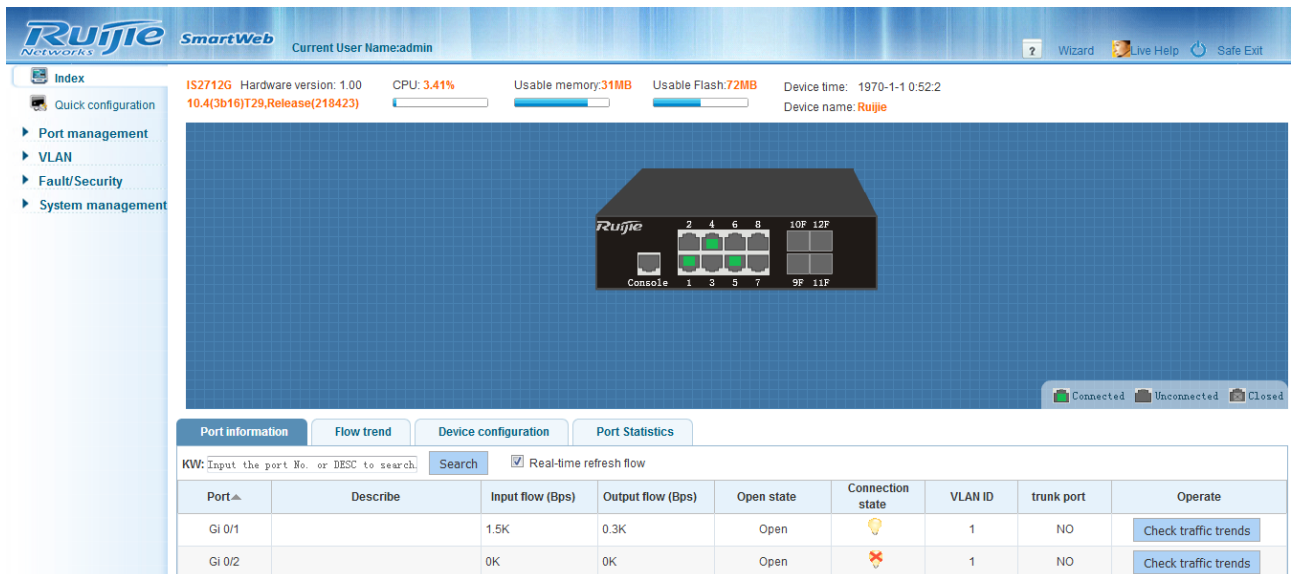 Ruijie Networks SmartWeb Current User Name:admin ? Wizard Live Help Safe Exit
Index
Quick configuration
Port management
VLAN
Fault/Security
System management
IS2712G Hardware version: 1.00 CPU: 3.41% Usable memory:31MB Usable Flash:72MB Device time: 1970-1-1 0:52:2
10.4(3b16)T29,Release(218423) Device name: Ruijie
Ruijie 2 4 6 8 10F 12F
Console 1 3 5 7 9F 11F
Connected Unconnected Closed
Port information Flow trend Device configuration Port Statistics
KW: Input the port No. or DESC to search. Search Real-time refresh flow
Port Describe Input flow (Bps) Output flow (Bps) Open state Connection state VLAN ID trunk port Operate
Gi 0/1 1.5K 0.3K Open 1 NO Check traffic trends
Gi 0/2 0K 0K Open 1 NO Check traffic trends